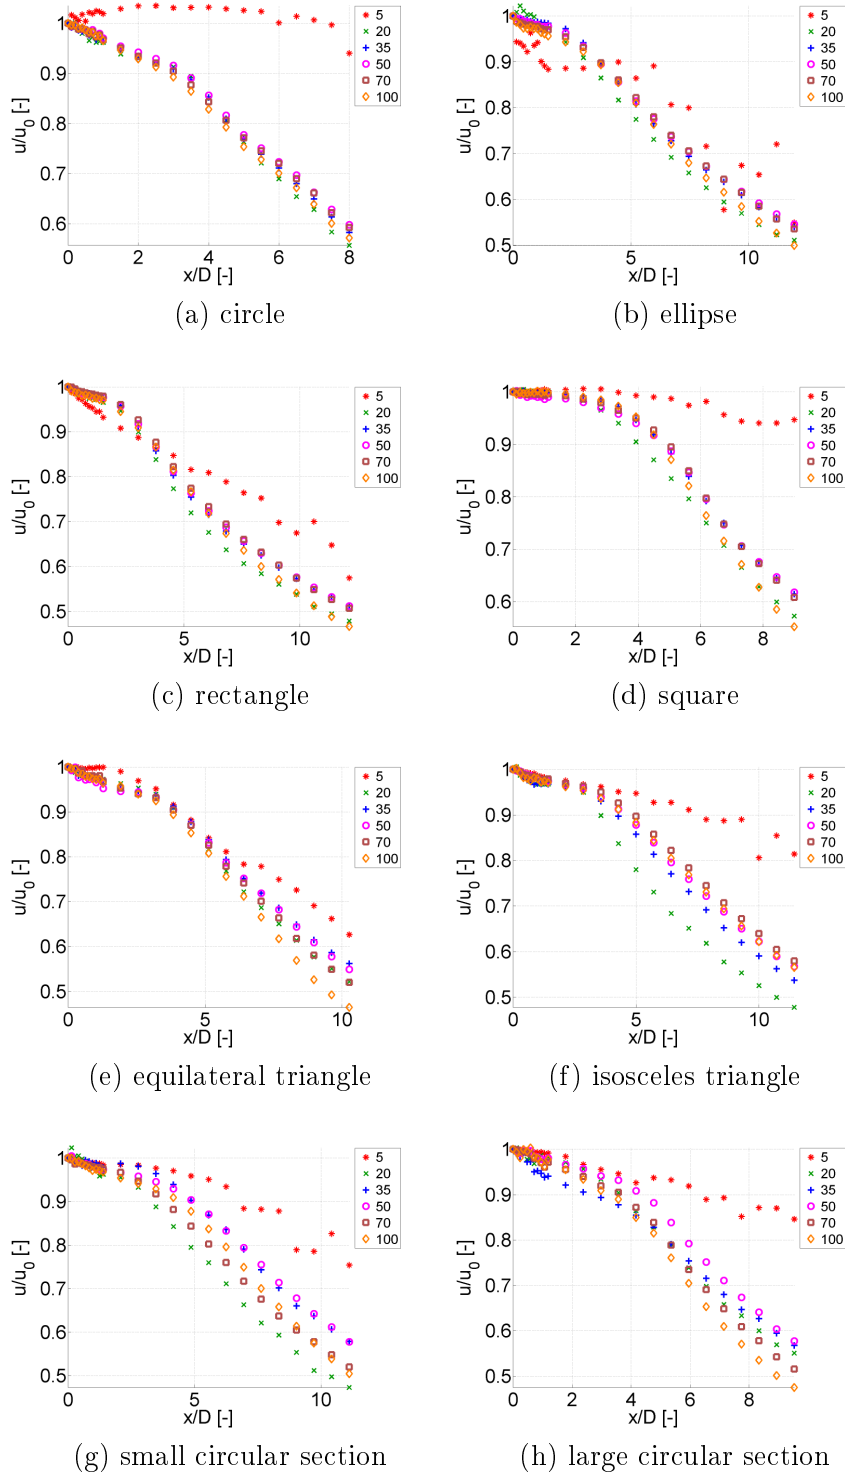 1
0.9
0.8
0.7
0.6
u/u0 [-]
0 2 4 6 8
x/D [-]
5
20
35
50
70
100
(a) circle
1
0.9
0.8
0.7
0.6
0.5
u/u0 [-]
0 5 10
x/D [-]
5
20
35
50
70
100
(b) ellipse
1
0.9
0.8
0.7
0.6
0.5
u/u0 [-]
0 5 10
x/D [-]
5
20
35
50
70
100
(c) rectangle
1
0.9
0.8
0.7
0.6
u/u0 [-]
0 2 4 6 8
x/D [-]
5
20
35
50
70
100
(d) square
1
0.9
0.8
0.7
0.6
0.5
u/u0 [-]
0 5 10
x/D [-]
5
20
35
50
70
100
(e) equilateral triangle
1
0.9
0.8
0.7
0.6
0.5
u/u0 [-]
0 5 10
x/D [-]
5
20
35
50
70
100
(f) isosceles triangle
1
0.9
0.8
0.7
0.6
0.5
u/u0 [-]
0 5 10
x/D [-]
5
20
35
50
70
100
(g) small circular section
1
0.9
0.8
0.7
0.6
0.5
u/u0 [-]
0 2 4 6 8
x/D [-]
5
20
35
50
70
100
(h) large circular section